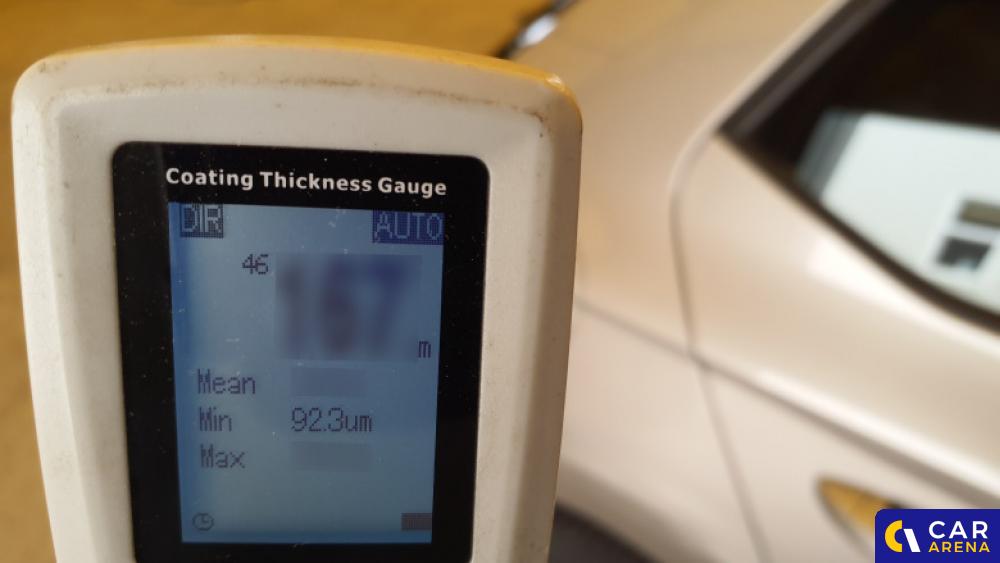 Coating Thickness Gauge
DIR AUTO
46
m
Mean
Min 92.3um
Max
CAR
ARENA